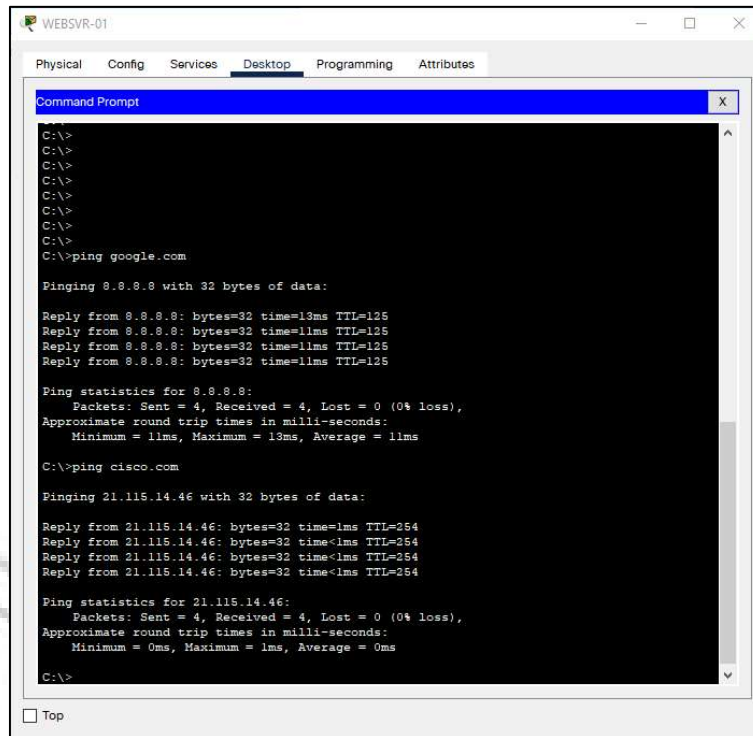 WEBSVR-01
Physical Config Services Desktop Programming Attributes
Command Prompt X
C:\>
C:\>
C:\>
C:\>
C:\>
C:\>
C:\>
C:\>
C:\>ping google.com
Pinging 8.8.8.8 with 32 bytes of data:
Reply from 8.8.8.8: bytes=32 time=13ms TTL=125
Reply from 8.8.8.8: bytes=32 time=11ms TTL=125
Reply from 8.8.8.8: bytes=32 time=11ms TTL=125
Reply from 8.8.8.8: bytes=32 time=11ms TTL=125
Ping statistics for 8.8.8.8:
Packets: Sent = 4, Received = 4, Lost = 0 (0% loss),
Approximate round trip times in milli-seconds:
Minimum = 11ms, Maximum = 13ms, Average = 11ms
C:\>ping cisco.com
Pinging 21.115.14.46 with 32 bytes of data:
Reply from 21.115.14.46: bytes=32 time=1ms TTL=254
Reply from 21.115.14.46: bytes=32 time<1ms TTL=254
Reply from 21.115.14.46: bytes=32 time<1ms TTL=254
Reply from 21.115.14.46: bytes=32 time<1ms TTL=254
Ping statistics for 21.115.14.46:
Packets: Sent = 4, Received = 4, Lost = 0 (0% loss),
Approximate round trip times in milli-seconds:
Minimum = 0ms, Maximum = 1ms, Average = 0ms
C:\>
Top